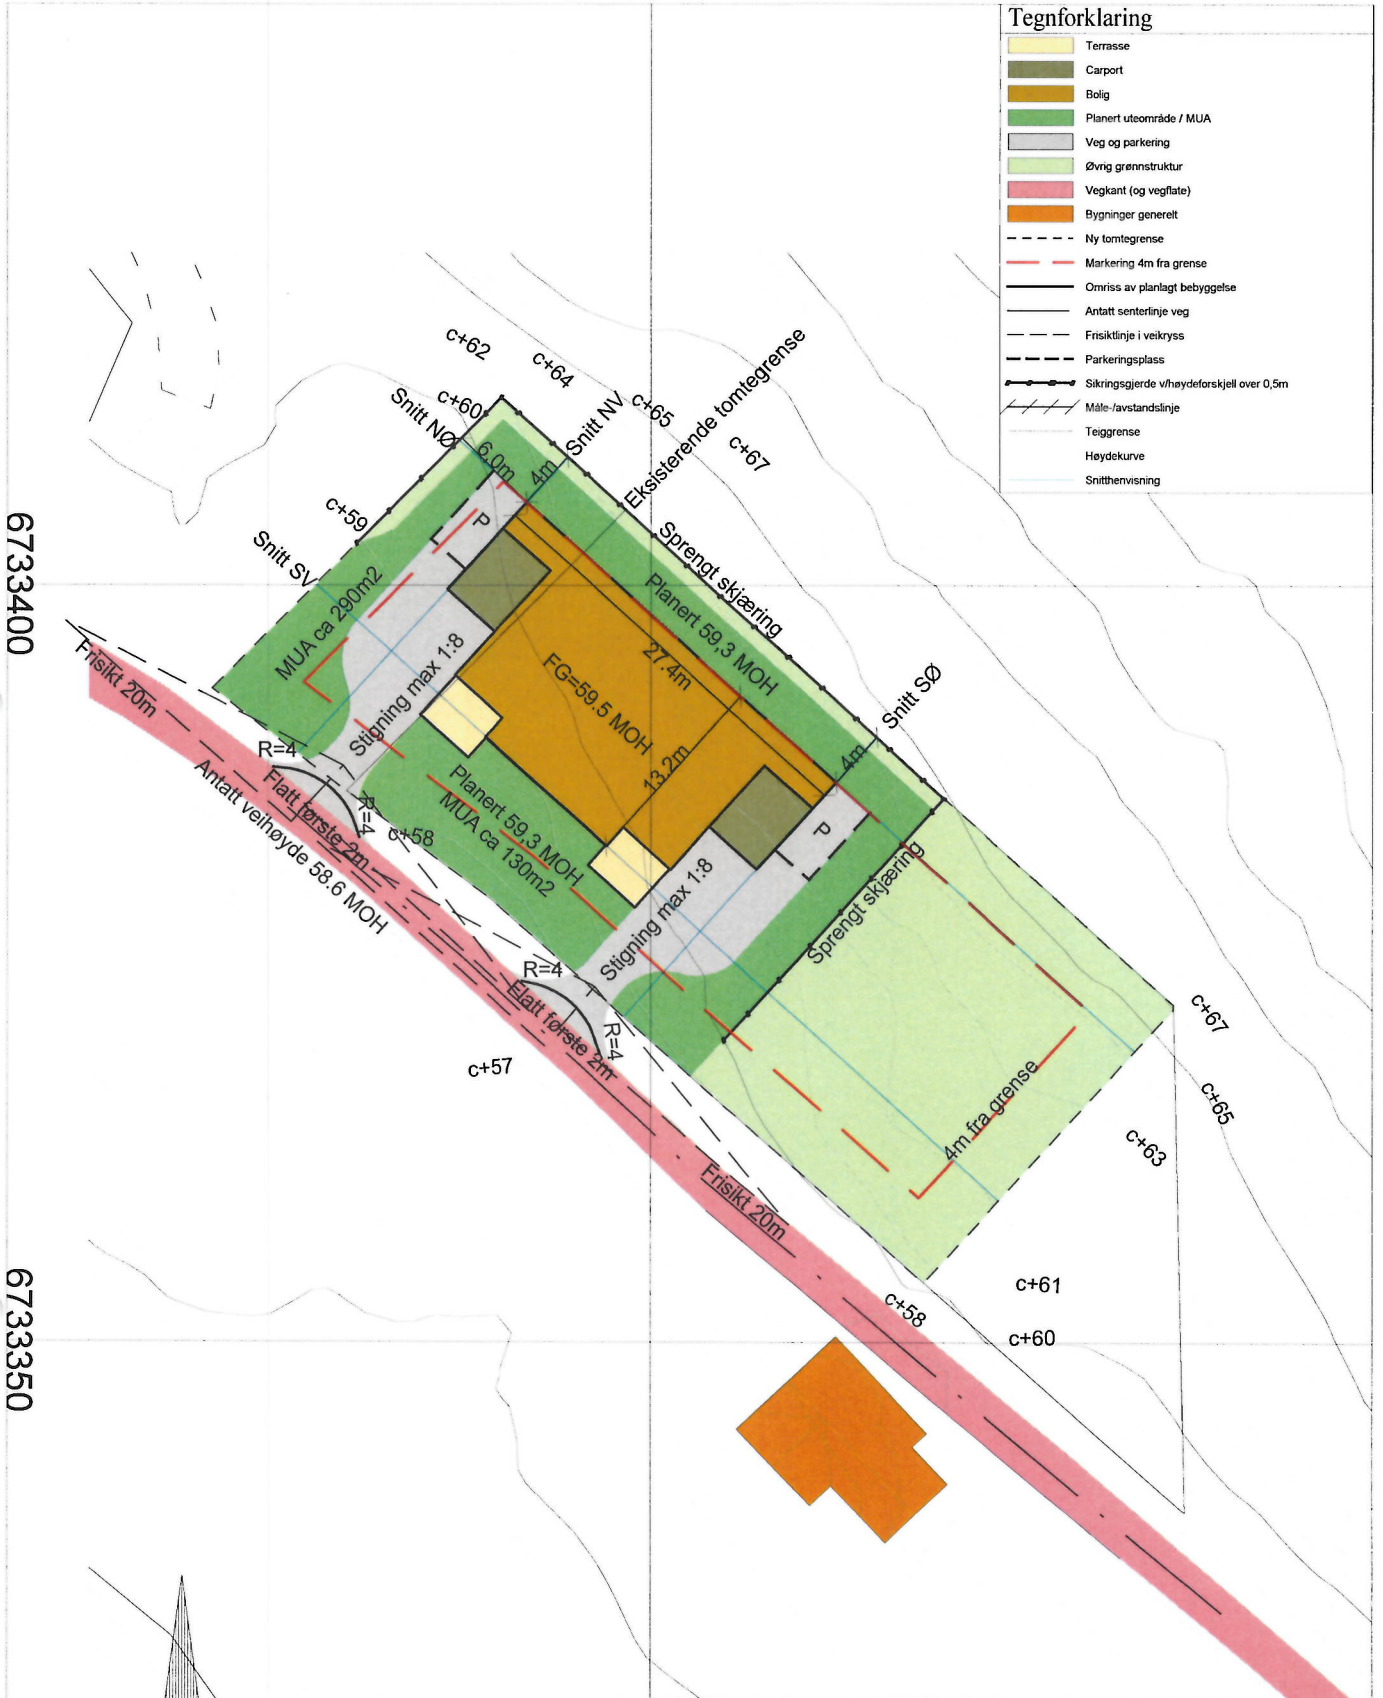 Tegnforklaring
Terrasse
Carport
Bolig
Planert uteområde / MUA
Veg og parkering
Øvrig grønnstruktur
Vegkant (og vegflate)
Bygninger generelt
Ny tomtegrense
Markering 4m fra grense
Omriss av planlagt bebyggelse
Antatt senterlinje veg
Frisiktlinje i veikryss
Parkeringsplass
Sikringsgjerde v/høydeforskjell over 0,5m
Måle-/avstandslinje
Teiggrense
Høydekurve
Snitthenvisning
c+62
c+64
c+65
c+67
c+60
Snitt NØ
Snitt NV
Eksisterende tomtegrense
6,0m
4m
P
c+59
Snitt SV
Sprengt skjæring
Planert 59,3 MOH
MUA ca 290m2
6733400
Frisikt 20m
Stigning max 1:8
27.4m
FG=59.5 MOH
13.2m
Snitt SØ
4m
R=4
Flatt første 2m
R=4
Antatt veihøyde 58.6 MOH
c+58
Planert 59,3 MOH
MUA ca 130m2
P
Stigning max 1:8
Sprengt skjæring
R=4
Flatt første 2m
R=4
c+57
4m fra grense
c+67
c+65
c+63
Frisikt 20m
c+61
c+58
c+60
6733350